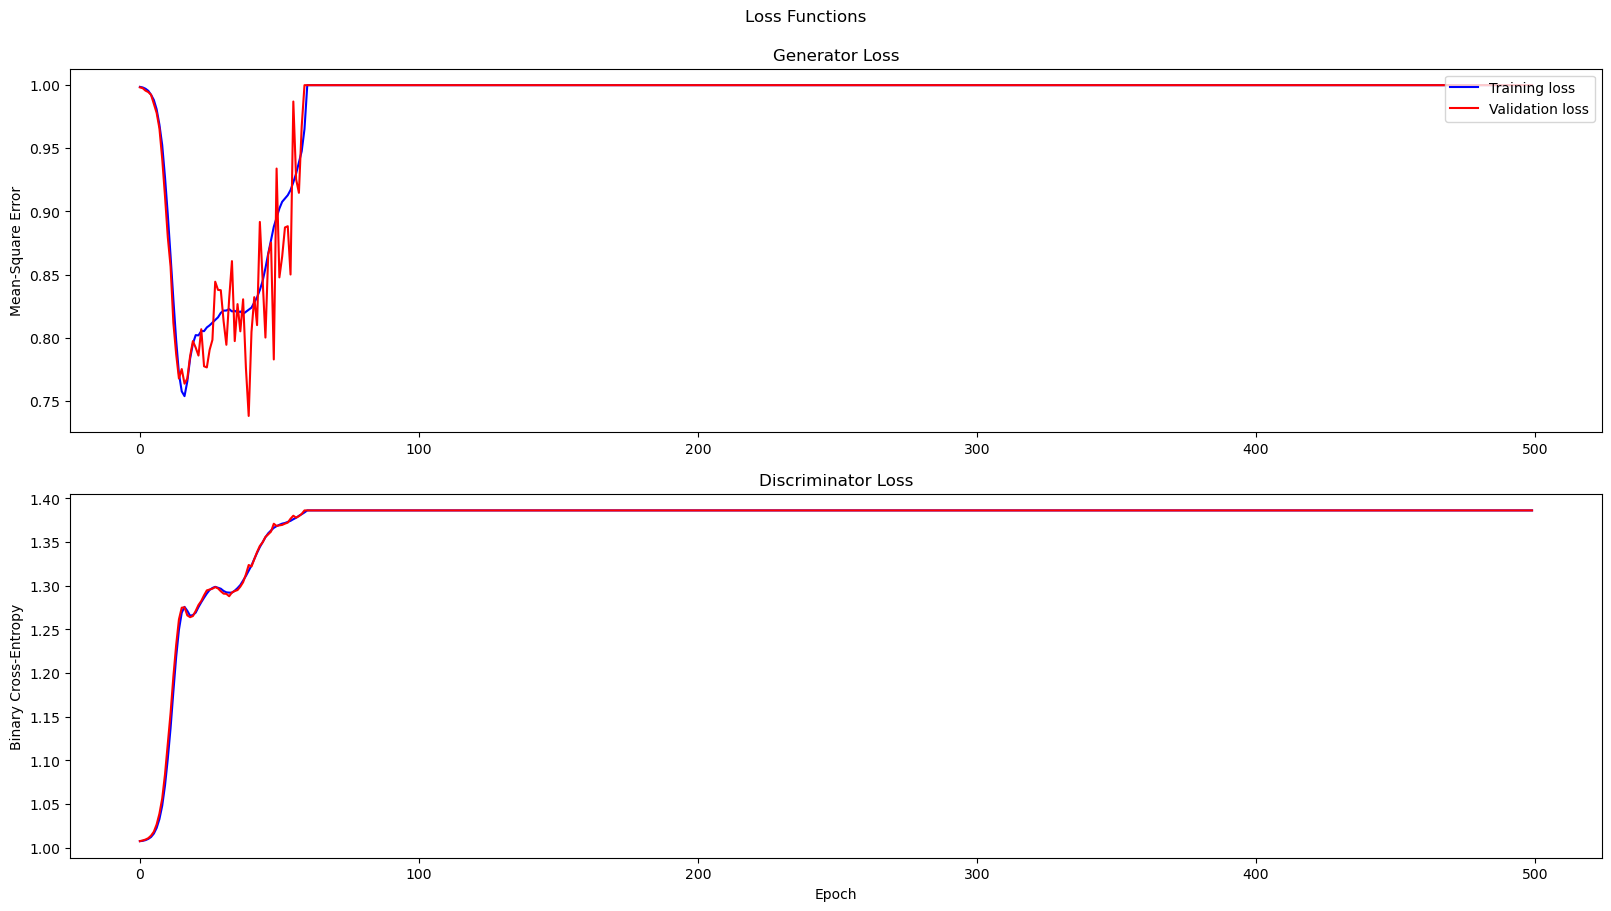 Loss Functions
Generator Loss
Mean-Square Error
1.00
0.95
0.90
0.85
0.80
0.75
Training loss
Validation loss
0 100 200 300 400 500
Discriminator Loss
Binary Cross-Entropy
1.40
1.35
1.30
1.25
1.20
1.15
1.10
1.05
1.00
0 100 200 300 400 500
Epoch